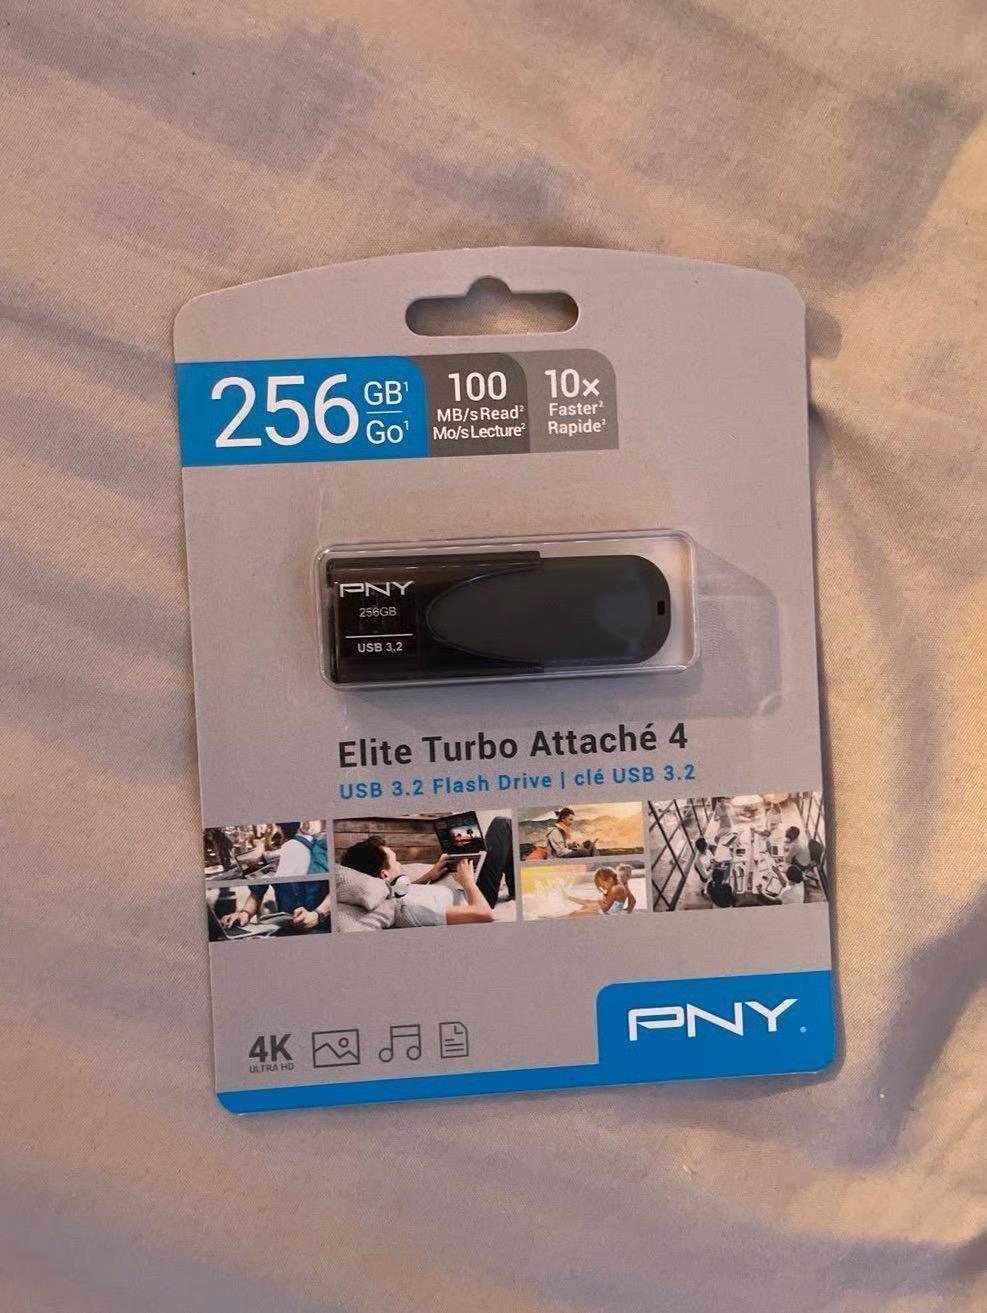 256 GB¹
Go¹
100
MB/s Read²
Mo/s Lecture²
10x
Faster²
Rapide²
PNY
256GB
USB 3.2
Elite Turbo Attaché 4
USB 3.2 Flash Drive | clé USB 3.2
4K
ULTRA HD
PNY.